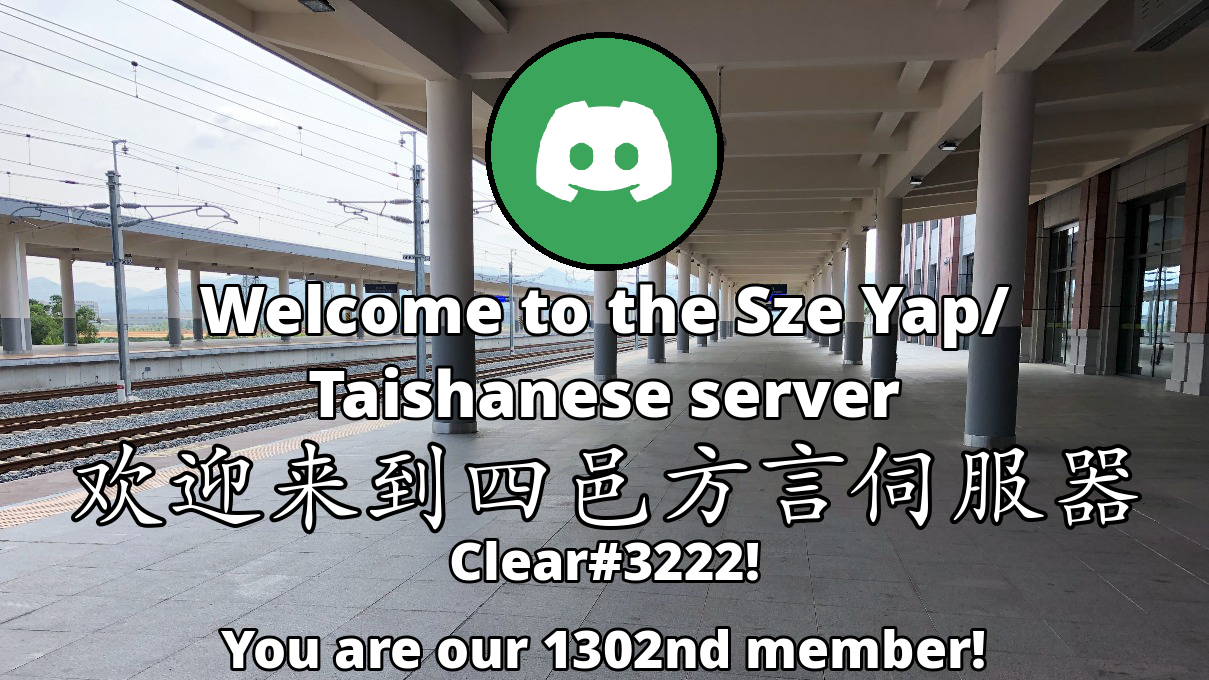 Welcome to the Sze Yap/
Taishanese server
欢迎来到四邑方言伺服器
Clear#3222!
You are our 1302nd member!